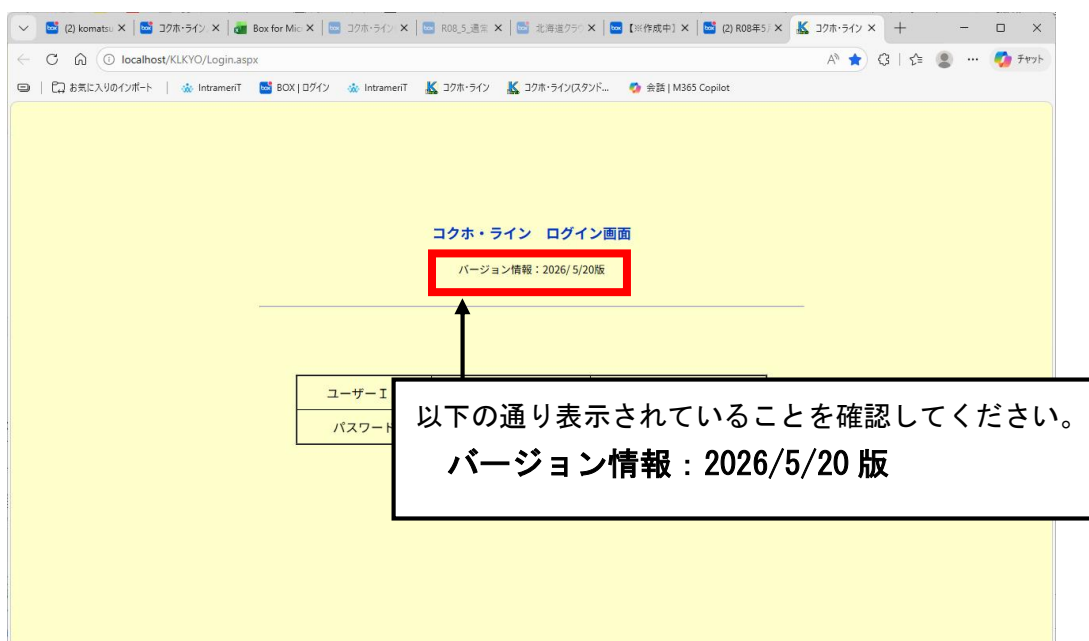 (2) komatsu
コクホ・ライン
Box for Mic
コクホ・ライン
R08_5_通常
北海道クラウ
【※作成中】
(2) R08年5月
コクホ・ライン
localhost/KLKYO/Login.aspx
チャット
お気に入りのインポート
IntrameriT
BOX | ログイン
IntrameriT
コクホ・ライン
コクホ・ライン(スタンド...
会話 | M365 Copilot
コクホ・ライン ログイン画面
バージョン情報：2026/ 5/20版
ユーザーＩ
パスワード
以下の通り表示されていることを確認してください。
バージョン情報：2026/5/20 版